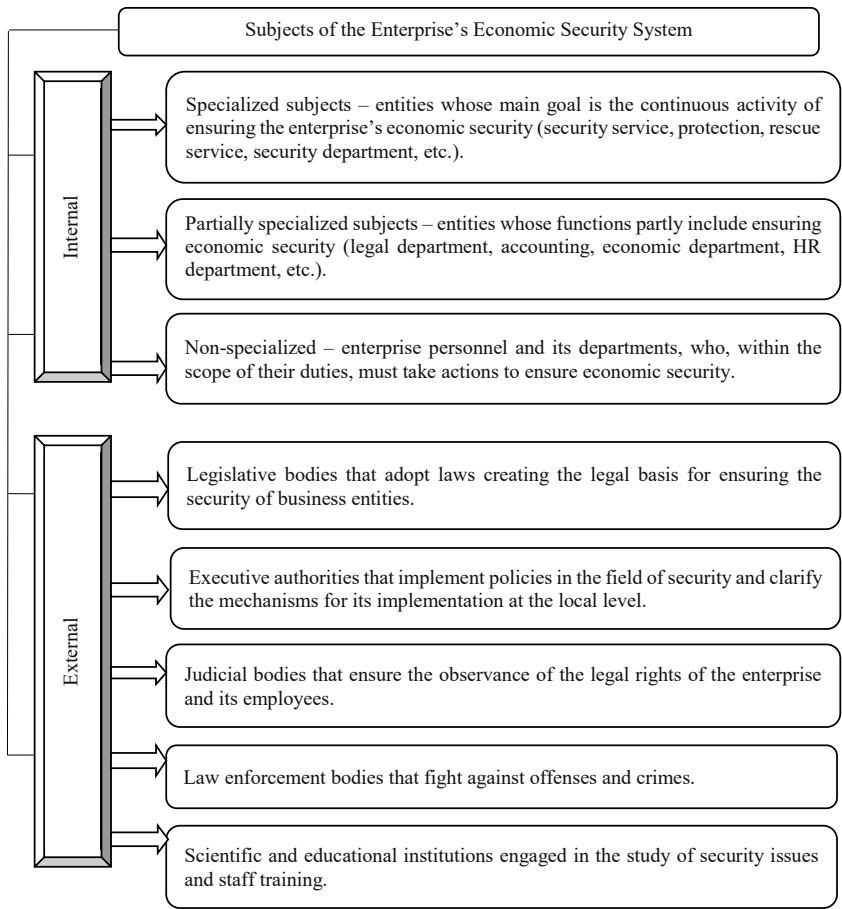 Subjects of the Enterprise’s Economic Security System
Internal
Specialized subjects – entities whose main goal is the continuous activity of
ensuring the enterprise’s economic security (security service, protection, rescue
service, security department, etc.).
Partially specialized subjects – entities whose functions partly include ensuring
economic security (legal department, accounting, economic department, HR
department, etc.).
Non-specialized – enterprise personnel and its departments, who, within the
scope of their duties, must take actions to ensure economic security.
External
Legislative bodies that adopt laws creating the legal basis for ensuring the
security of business entities.
Executive authorities that implement policies in the field of security and clarify
the mechanisms for its implementation at the local level.
Judicial bodies that ensure the observance of the legal rights of the enterprise
and its employees.
Law enforcement bodies that fight against offenses and crimes.
Scientific and educational institutions engaged in the study of security issues
and staff training.